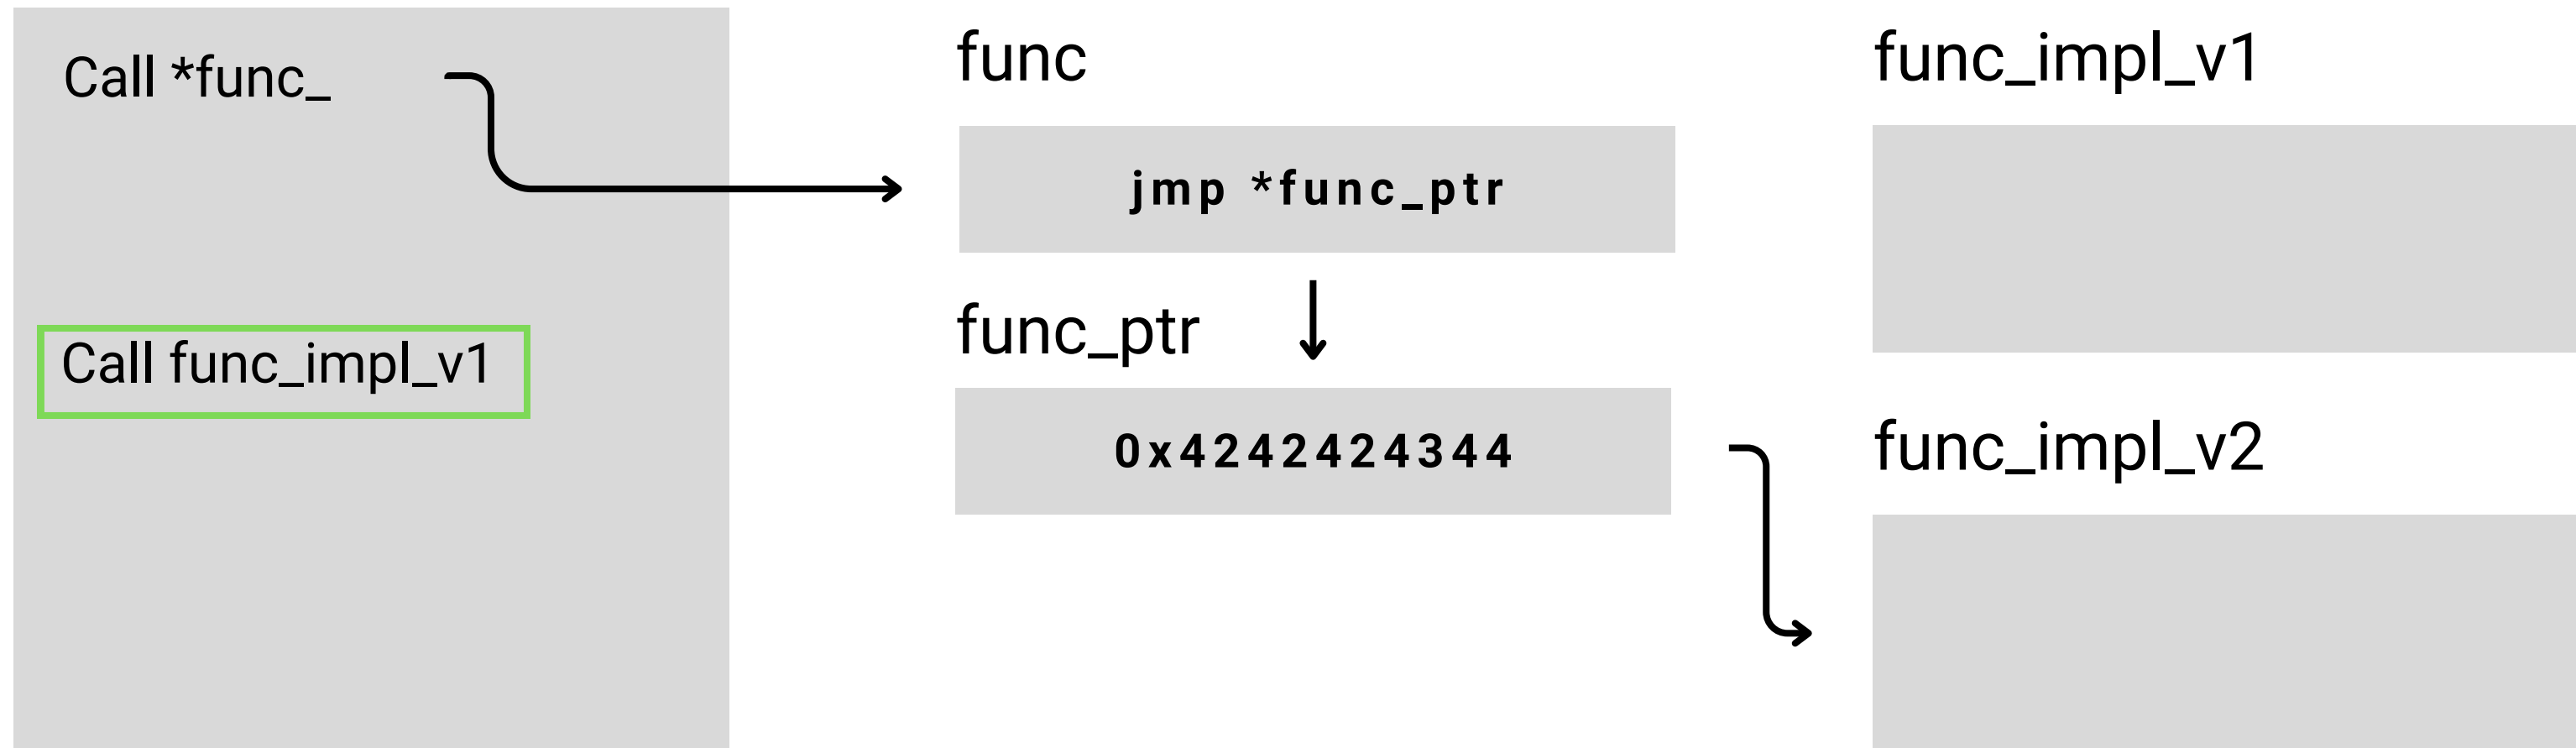 Call *func_
Call func_impl_v1
func
jmp *func_ptr
func_ptr
0x4242424344
func_impl_v1
func_impl_v2